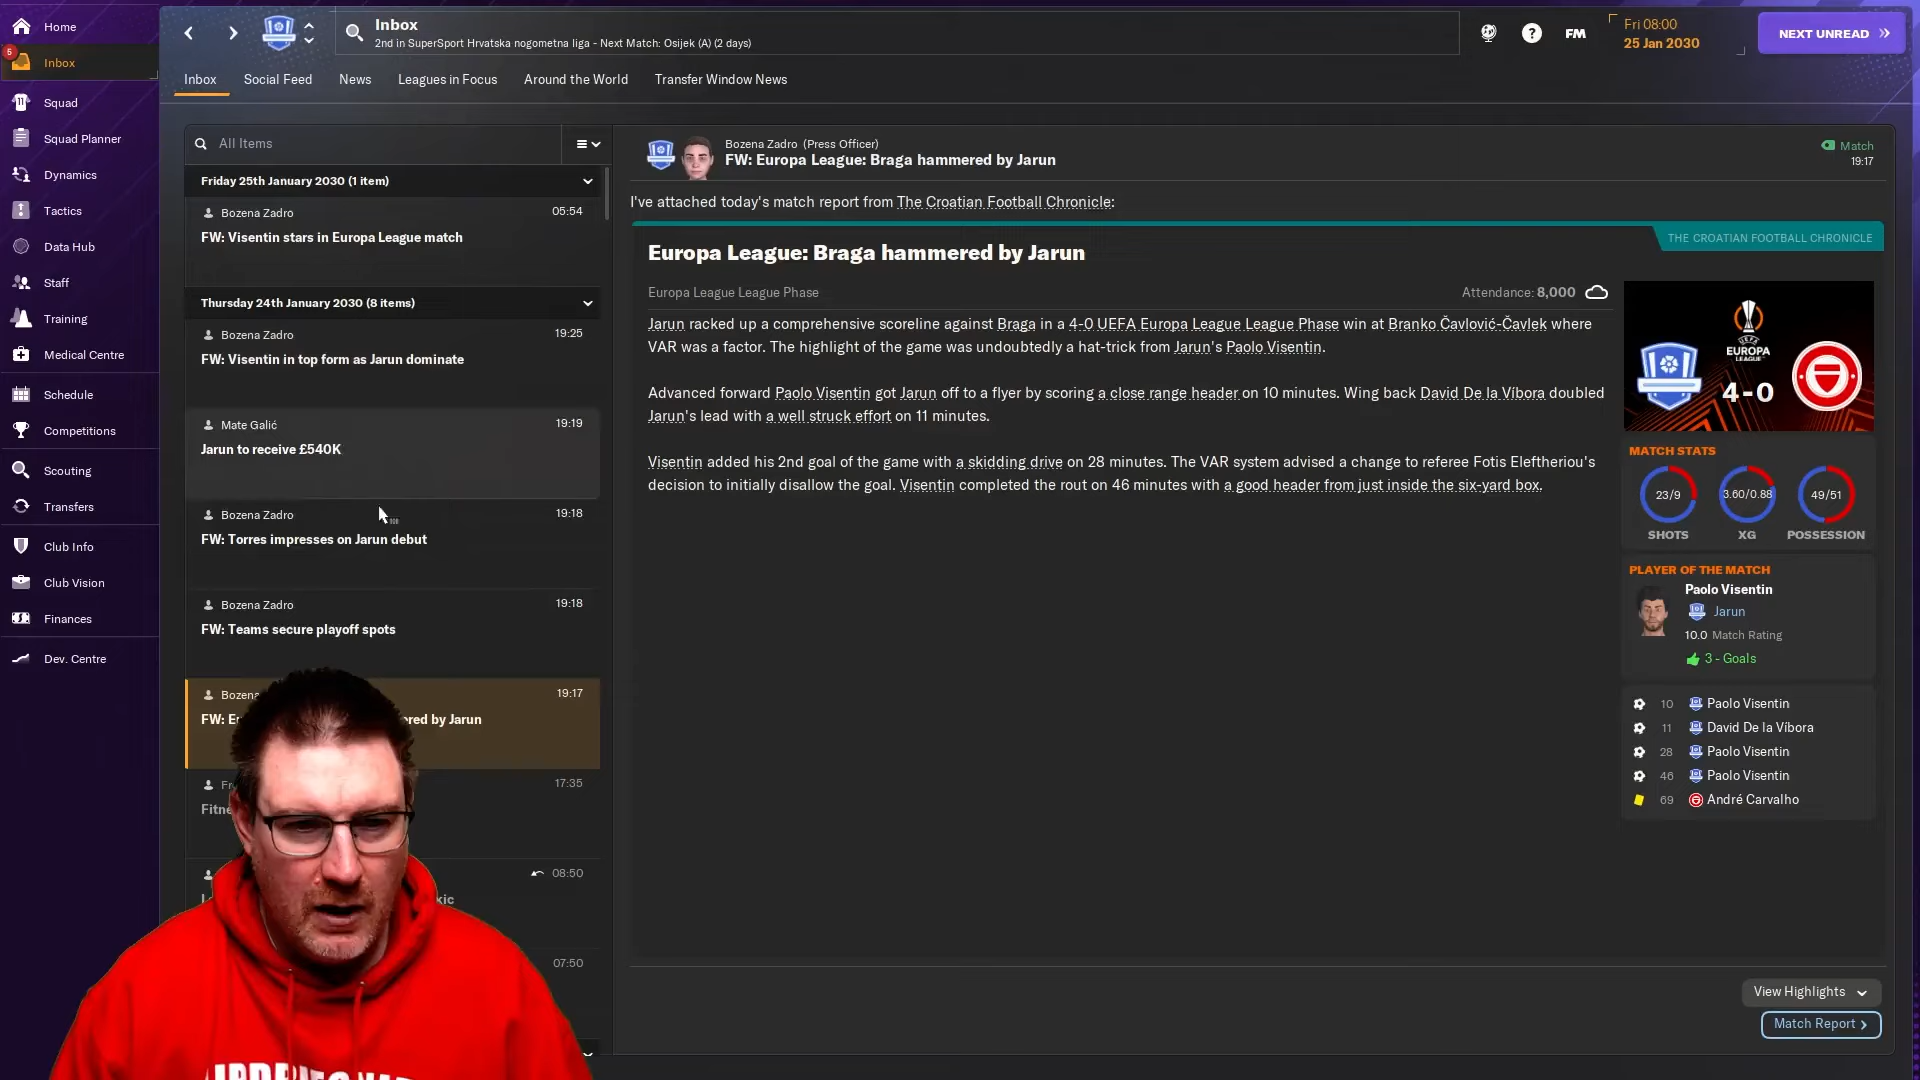 Home
5
Inbox
Squad
Squad Planner
Dynamics
Tactics
Data Hub
Staff
Training
Medical Centre
Schedule
Competitions
Scouting
Transfers
Club Info
Club Vision
Finances
Dev. Centre
Inbox
2nd in SuperSport Hrvatska nogometna liga - Next Match: Osijek (A) (2 days)
FM
Fri 08:00
25 Jan 2030
NEXT UNREAD
Inbox
Social Feed
News
Leagues in Focus
Around the World
Transfer Window News
All Items
Friday 25th January 2030 (1 item)
Bozena Zadro 05:54
FW: Visentin stars in Europa League match
Thursday 24th January 2030 (8 items)
Bozena Zadro 19:25
FW: Visentin in top form as Jarun dominate
Mate Galić 19:19
Jarun to receive £540K
Bozena Zadro 19:18
FW: Torres impresses on Jarun debut
Bozena Zadro 19:18
FW: Teams secure playoff spots
Bozena 19:17
FW: ered by Jarun
17:35
Fitne
08:50
07:50
Bozena Zadro (Press Officer)
FW: Europa League: Braga hammered by Jarun
Match
19:17
I've attached today's match report from The Croatian Football Chronicle:
THE CROATIAN FOOTBALL CHRONICLE
Europa League: Braga hammered by Jarun
Europa League League Phase
Attendance: 8,000
Jarun racked up a comprehensive scoreline against Braga in a 4-0 UEFA Europa League League Phase win at Branko Čavlović-Čavlek where
VAR was a factor. The highlight of the game was undoubtedly a hat-trick from Jarun's Paolo Visentin.
Advanced forward Paolo Visentin got Jarun off to a flyer by scoring a close range header on 10 minutes. Wing back David De la Víbora doubled
Jarun's lead with a well struck effort on 11 minutes.
Visentin added his 2nd goal of the game with a skidding drive on 28 minutes. The VAR system advised a change to referee Fotis Eleftheriou's
decision to initially disallow the goal. Visentin completed the rout on 46 minutes with a good header from just inside the six-yard box.
UEFA
EUROPA
LEAGUE
4-0
MATCH STATS
23/9
3.60/0.88
49/51
SHOTS
XG
POSSESSION
PLAYER OF THE MATCH
Paolo Visentin
Jarun
10.0 Match Rating
3 - Goals
10 Paolo Visentin
11 David De la Víbora
28 Paolo Visentin
46 Paolo Visentin
69 André Carvalho
View Highlights
Match Report